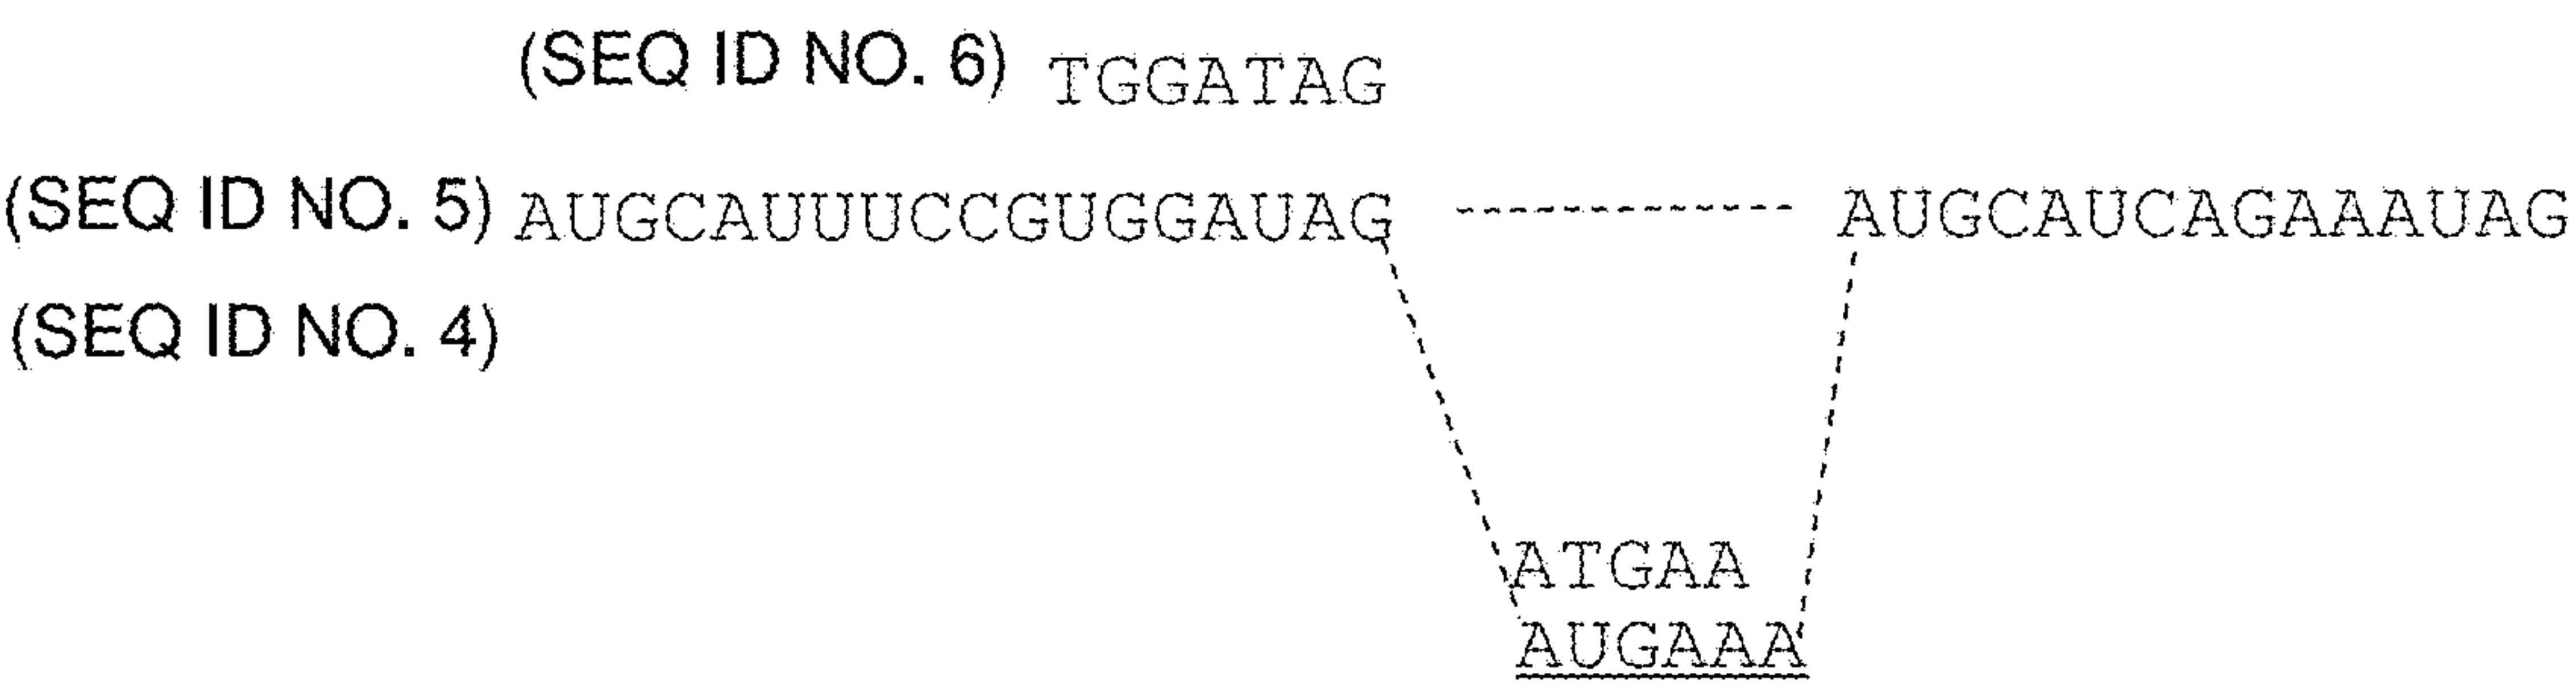 (SEQ ID NO. 6) TGGATAG
(SEQ ID NO. 5) AUGCAUUUCCGUGGAUAG ------------ AUGCAUCAGAAAUAG
(SEQ ID NO. 4)
ATGAA
AUGAAA